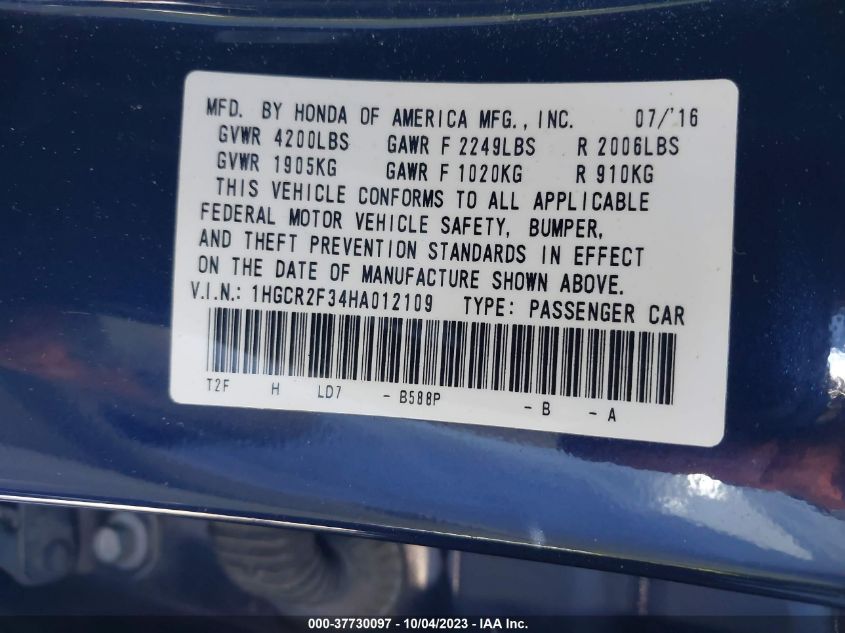 MFD. BY HONDA OF AMERICA MFG., INC. 07/'16
GVWR 4200LBS GAWR F 2249LBS R 2006LBS
GVWR 1905KG GAWR F 1020KG R 910KG
THIS VEHICLE CONFORMS TO ALL APPLICABLE
FEDERAL MOTOR VEHICLE SAFETY, BUMPER,
AND THEFT PREVENTION STANDARDS IN EFFECT
ON THE DATE OF MANUFACTURE SHOWN ABOVE.
V.I.N.: 1HGCR2F34HA012109 TYPE: PASSENGER CAR
T2F H LD7 - B588P - B - A
000-37730097 - 10/04/2023 - IAA Inc.